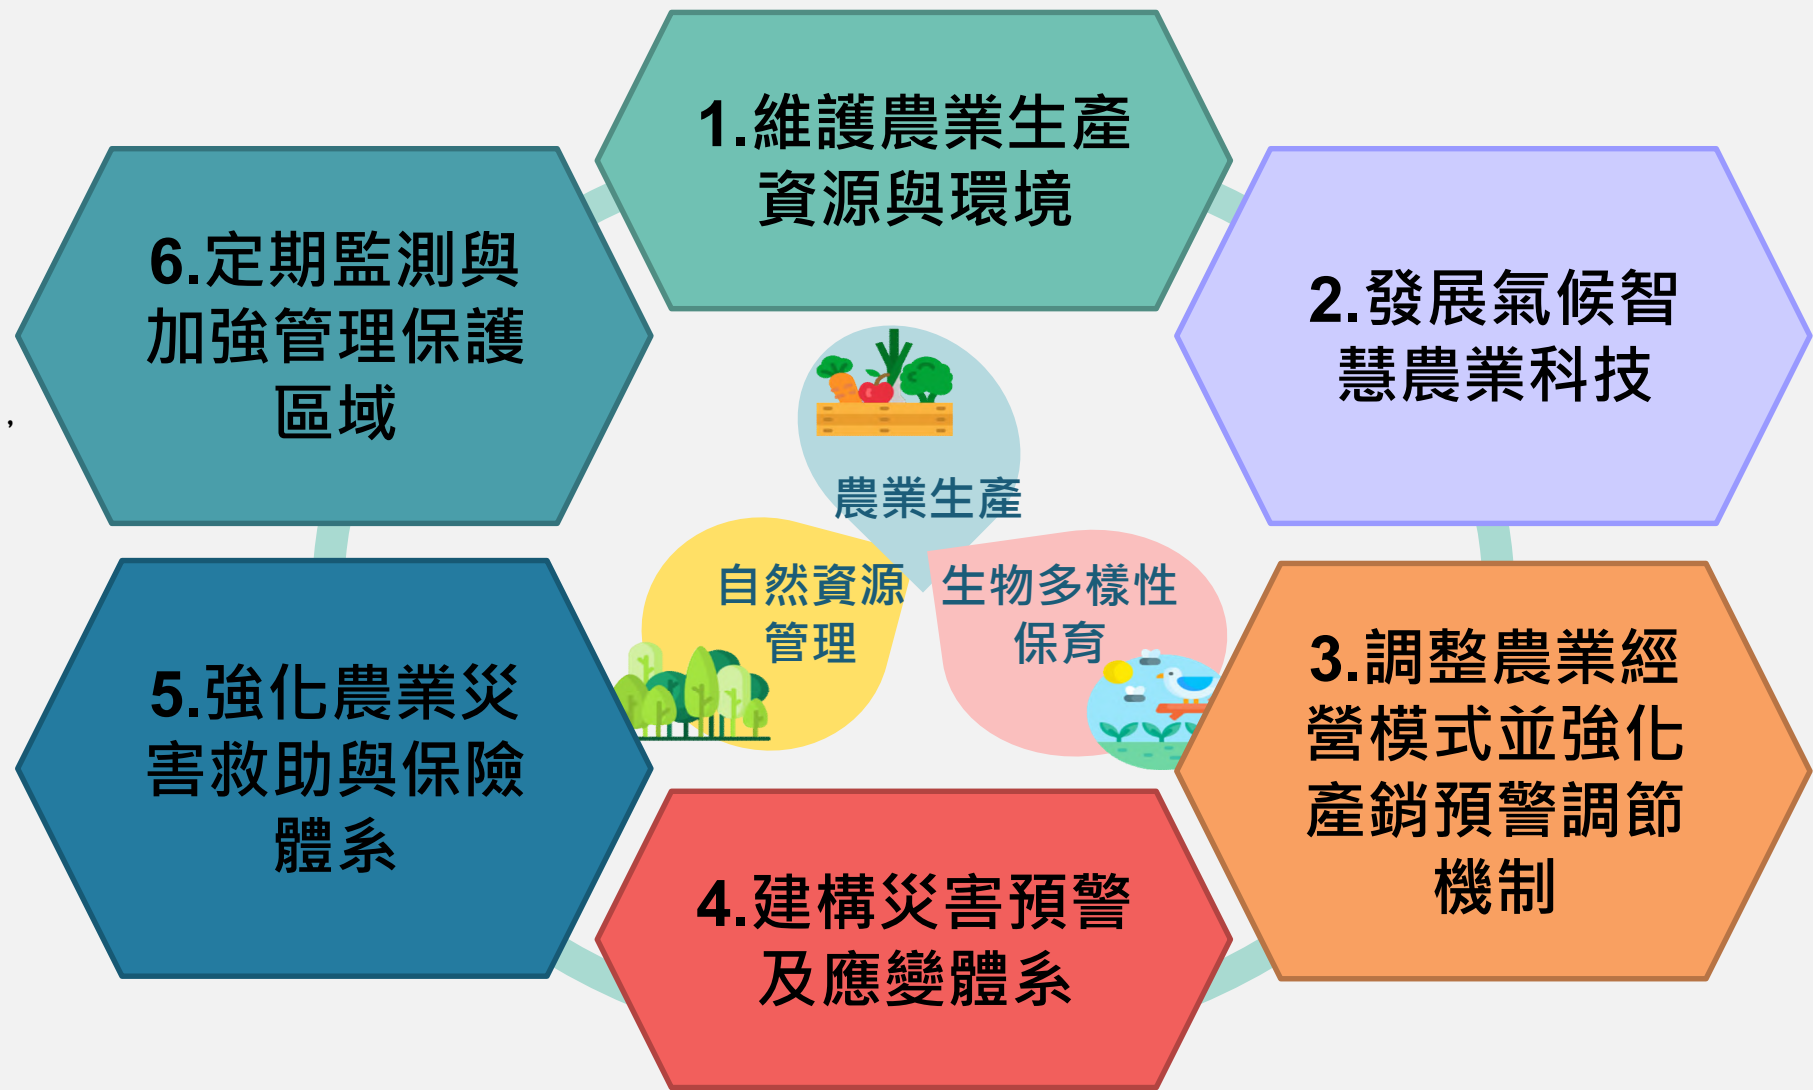 1.維護農業生產
資源與環境
2.發展氣候智
慧農業科技
3.調整農業經
營模式並強化
產銷預警調節
機制
4.建構災害預警
及應變體系
5.強化農業災
害救助與保險
體系
6.定期監測與
加強管理保護
區域
,
農業生產
自然資源
管理
生物多樣性
保育